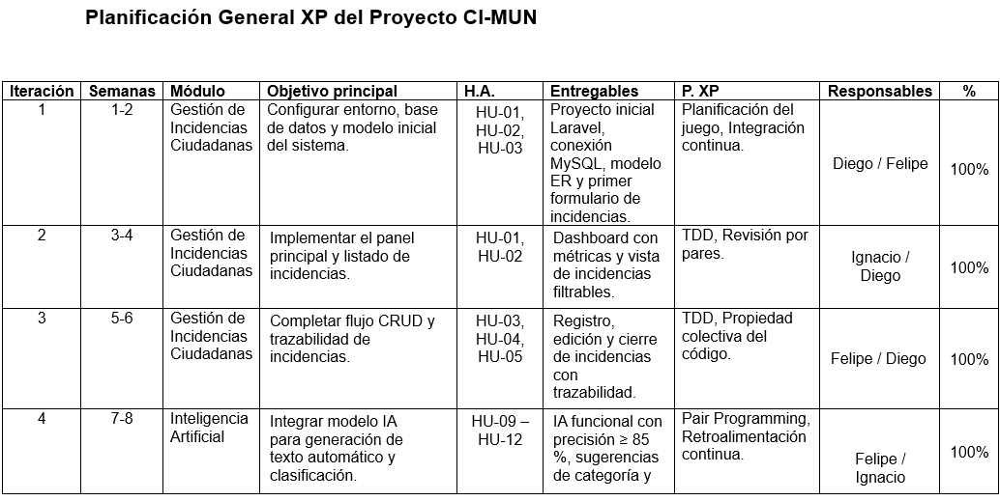 Planificación General XP del Proyecto CI-MUN
Iteración Semanas Módulo Objetivo principal H.A. Entregables P. XP Responsables %
1
1-2
Gestión de
Incidencias
Ciudadanas
Configurar entorno, base
de datos y modelo inicial
del sistema.
HU-01,
HU-02,
HU-03
Proyecto inicial
Laravel,
conexión
MySQL, modelo
ER y primer
formulario de
incidencias.
Planificación del
juego, Integración
continua.
Diego / Felipe
100%
2
3-4
Gestión de
Incidencias
Ciudadanas
Implementar el panel
principal y listado de
incidencias.
HU-01,
HU-02
Dashboard con
métricas y vista
de incidencias
filtrables.
TDD, Revisión por
pares.
Ignacio /
Diego
100%
3
5-6
Gestión de
Incidencias
Ciudadanas
Completar flujo CRUD y
trazabilidad de
incidencias.
HU-03,
HU-04,
HU-05
Registro,
edición y cierre
de incidencias
con
trazabilidad.
TDD, Propiedad
colectiva del
código.
Felipe / Diego
100%
4
7-8
Inteligencia
Artificial
Integrar modelo IA
para generación de
texto automático y
clasificación.
HU-09 –
HU-12
IA funcional con
precisión ≥ 85
%, sugerencias
de categoría y
Pair Programming,
Retroalimentación
continua.
Felipe /
Ignacio
100%